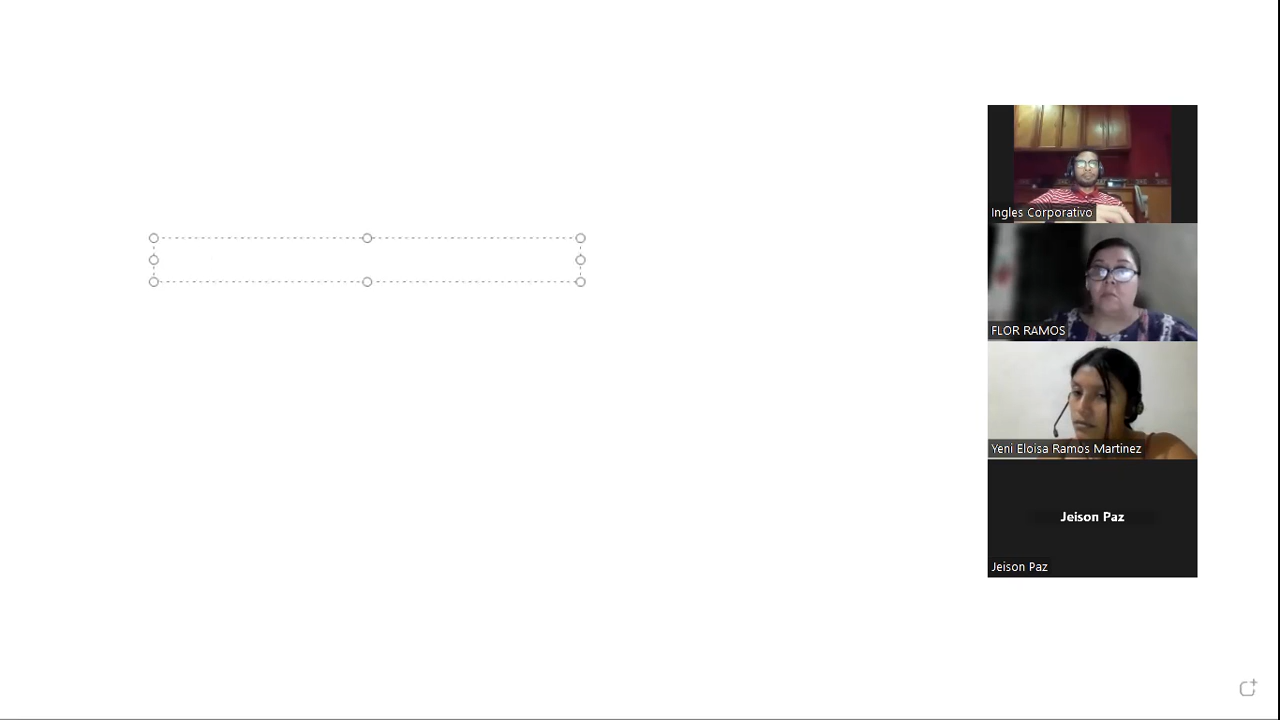 Ingles Corporativo
FLOR RAMOS
Yeni Eloisa Ramos Martinez
Jeison Paz
Jeison Paz